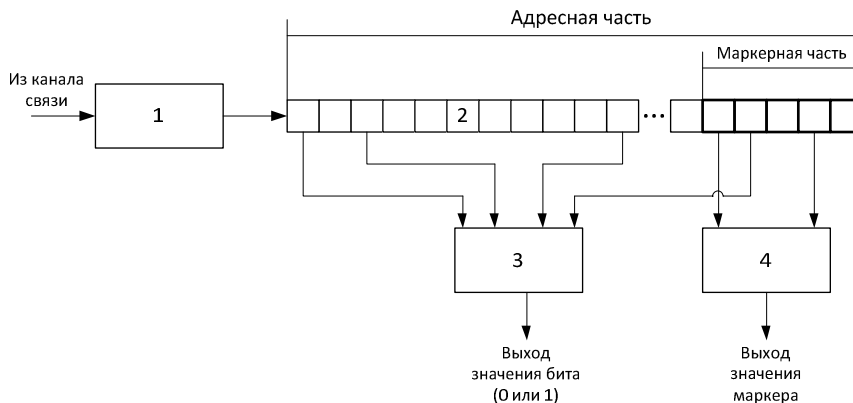 Адресная часть
Маркерная часть
Из канала
связи
1
2
...
3
4
Выход
значения бита
(0 или 1)
Выход
значения
маркера